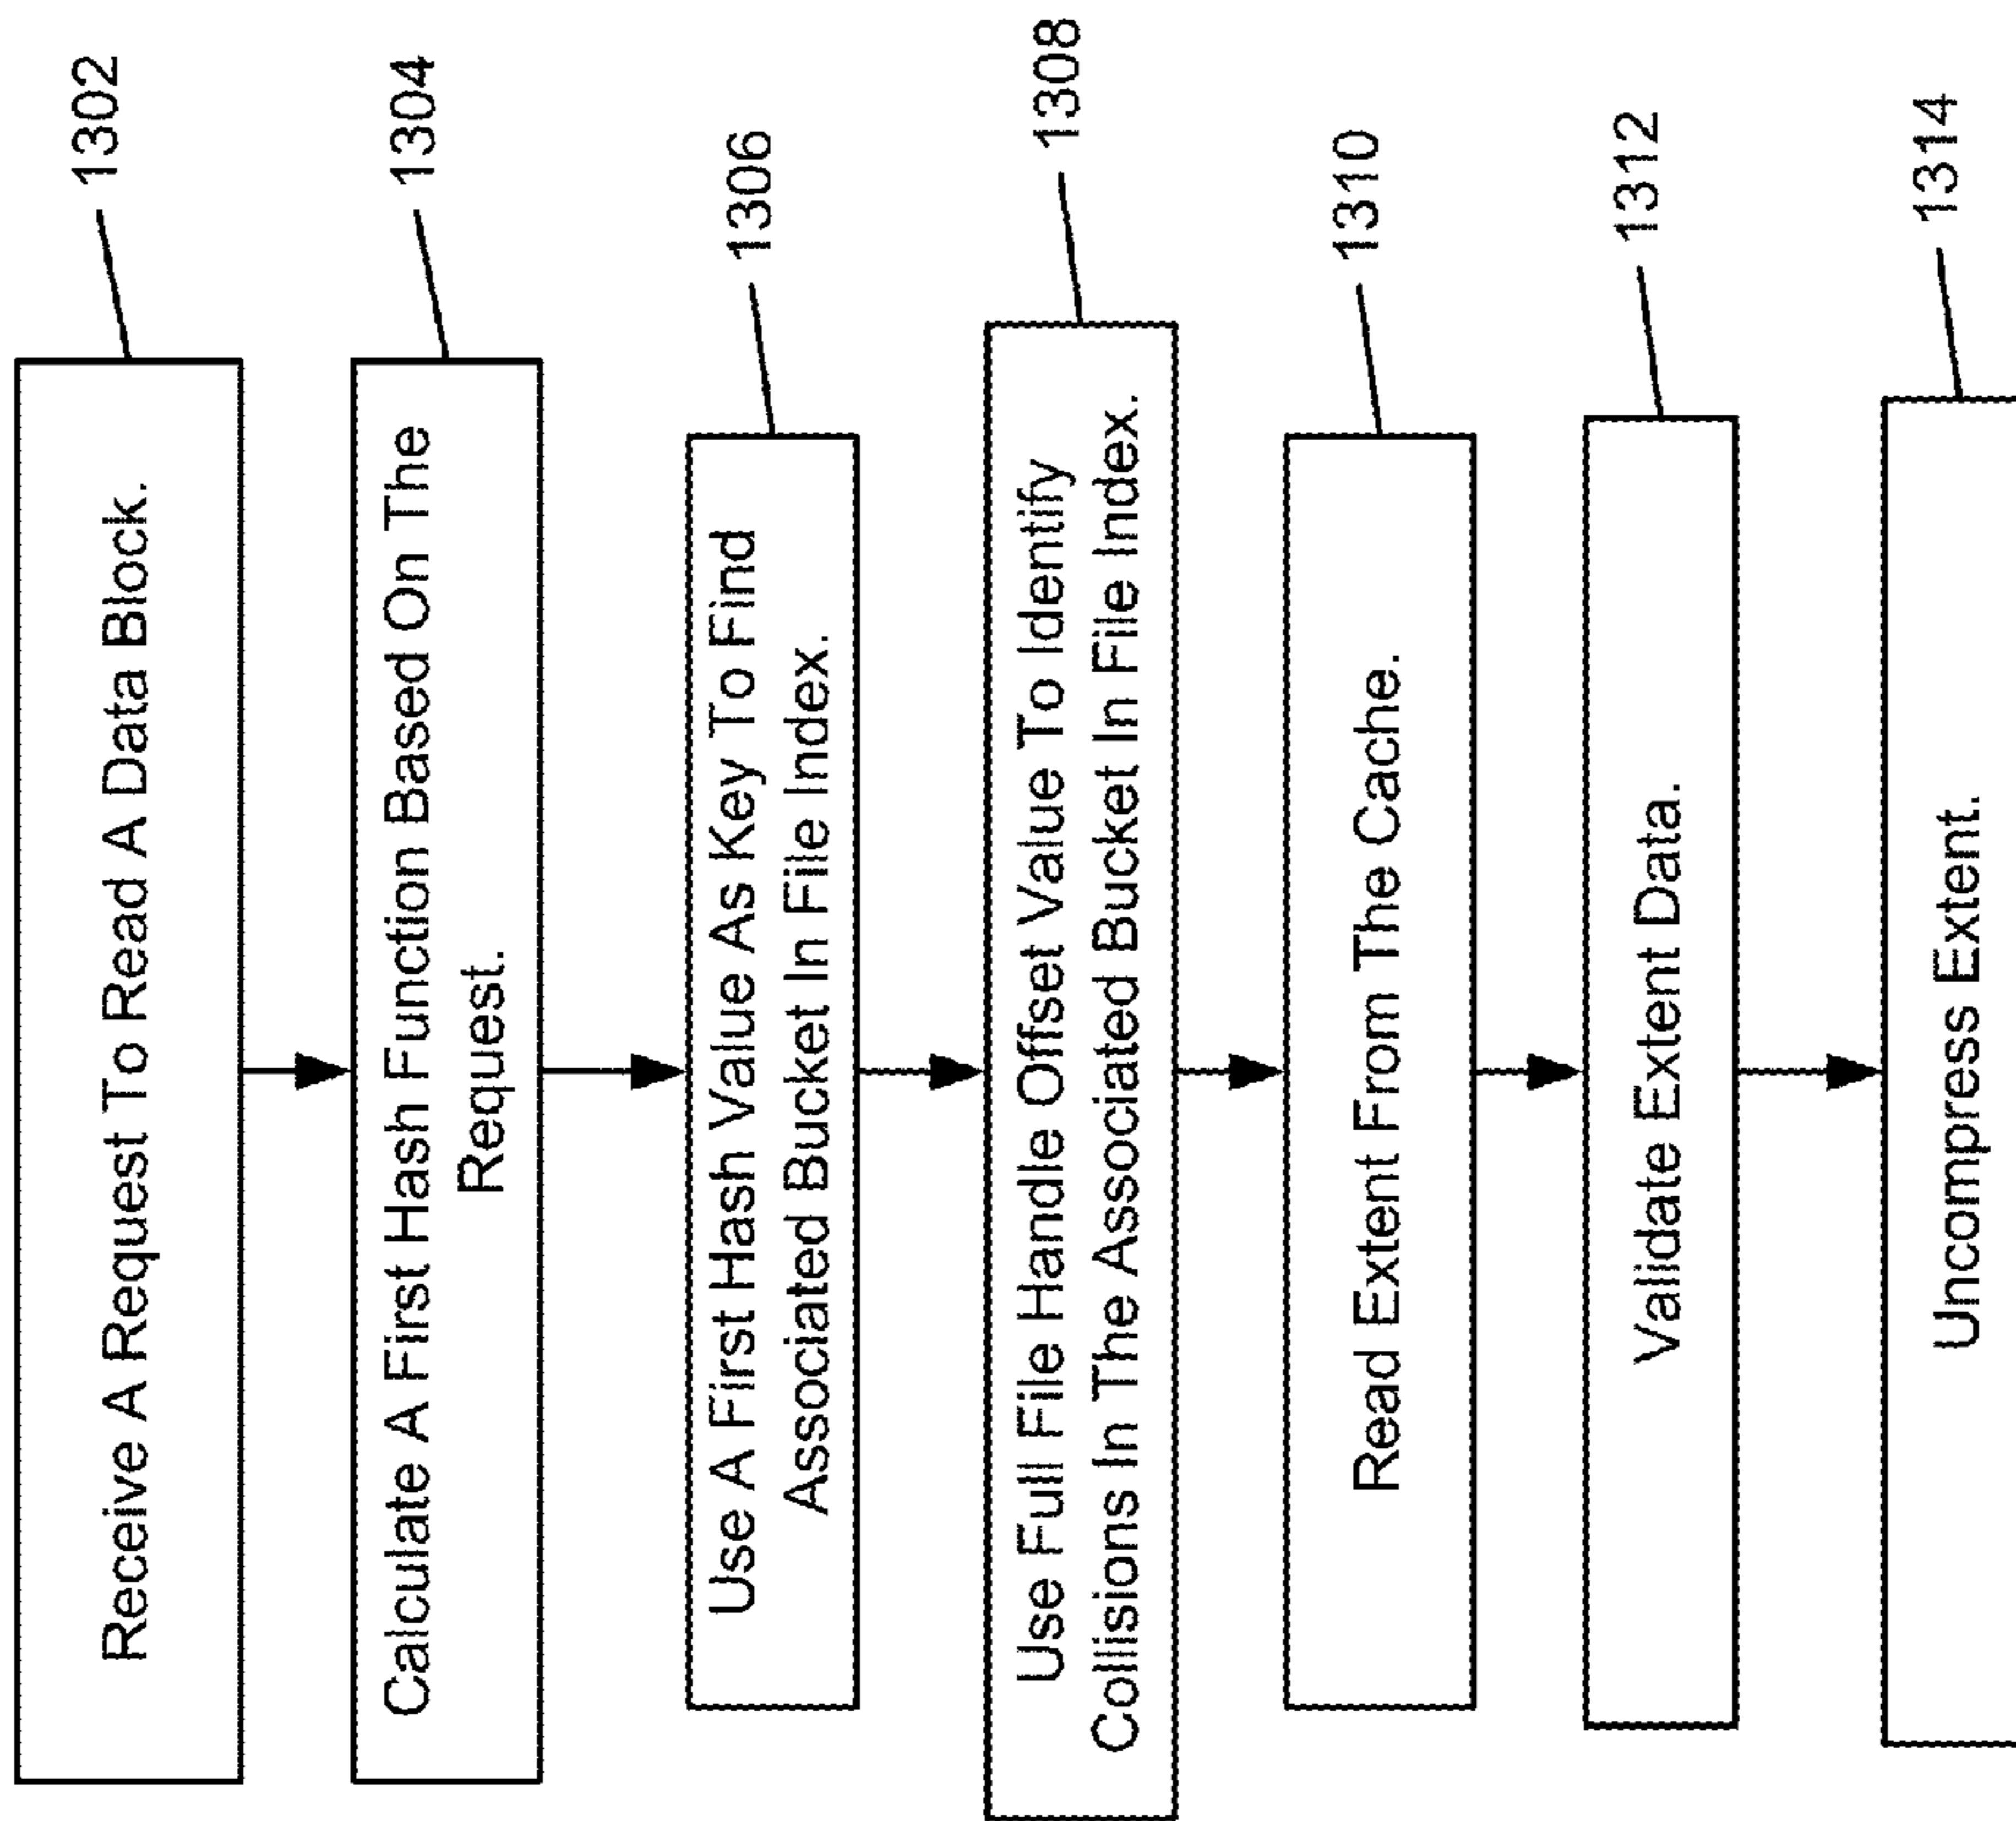 Receive A Request To Read A Data Block.
1302
Calculate A First Hash Function Based On The
Request.
1304
Use A First Hash Value As Key To Find
Associated Bucket In File Index.
1306
Use Full File Handle Offset Value To Identify
Collisions In The Associated Bucket In File Index.
1308
Read Extent From The Cache.
1310
Validate Extent Data.
1312
Uncompress Extent.
1314